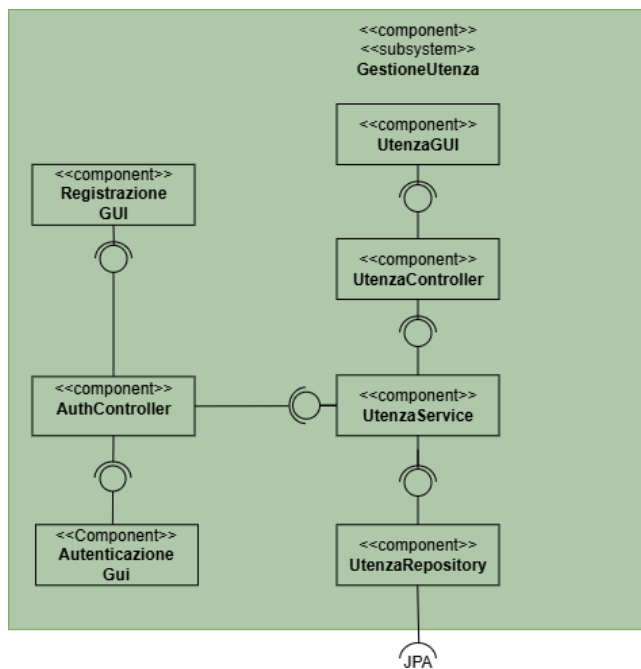 <<component>>
<<subsystem>>
GestioneUtenza
<<component>>
UtenzaGUI
<<component>>
Registrazione
GUI
<<component>>
UtenzaController
<<component>>
AuthController
<<component>>
UtenzaService
<<Component>>
Autenticazione
Gui
<<component>>
UtenzaRepository
JPA